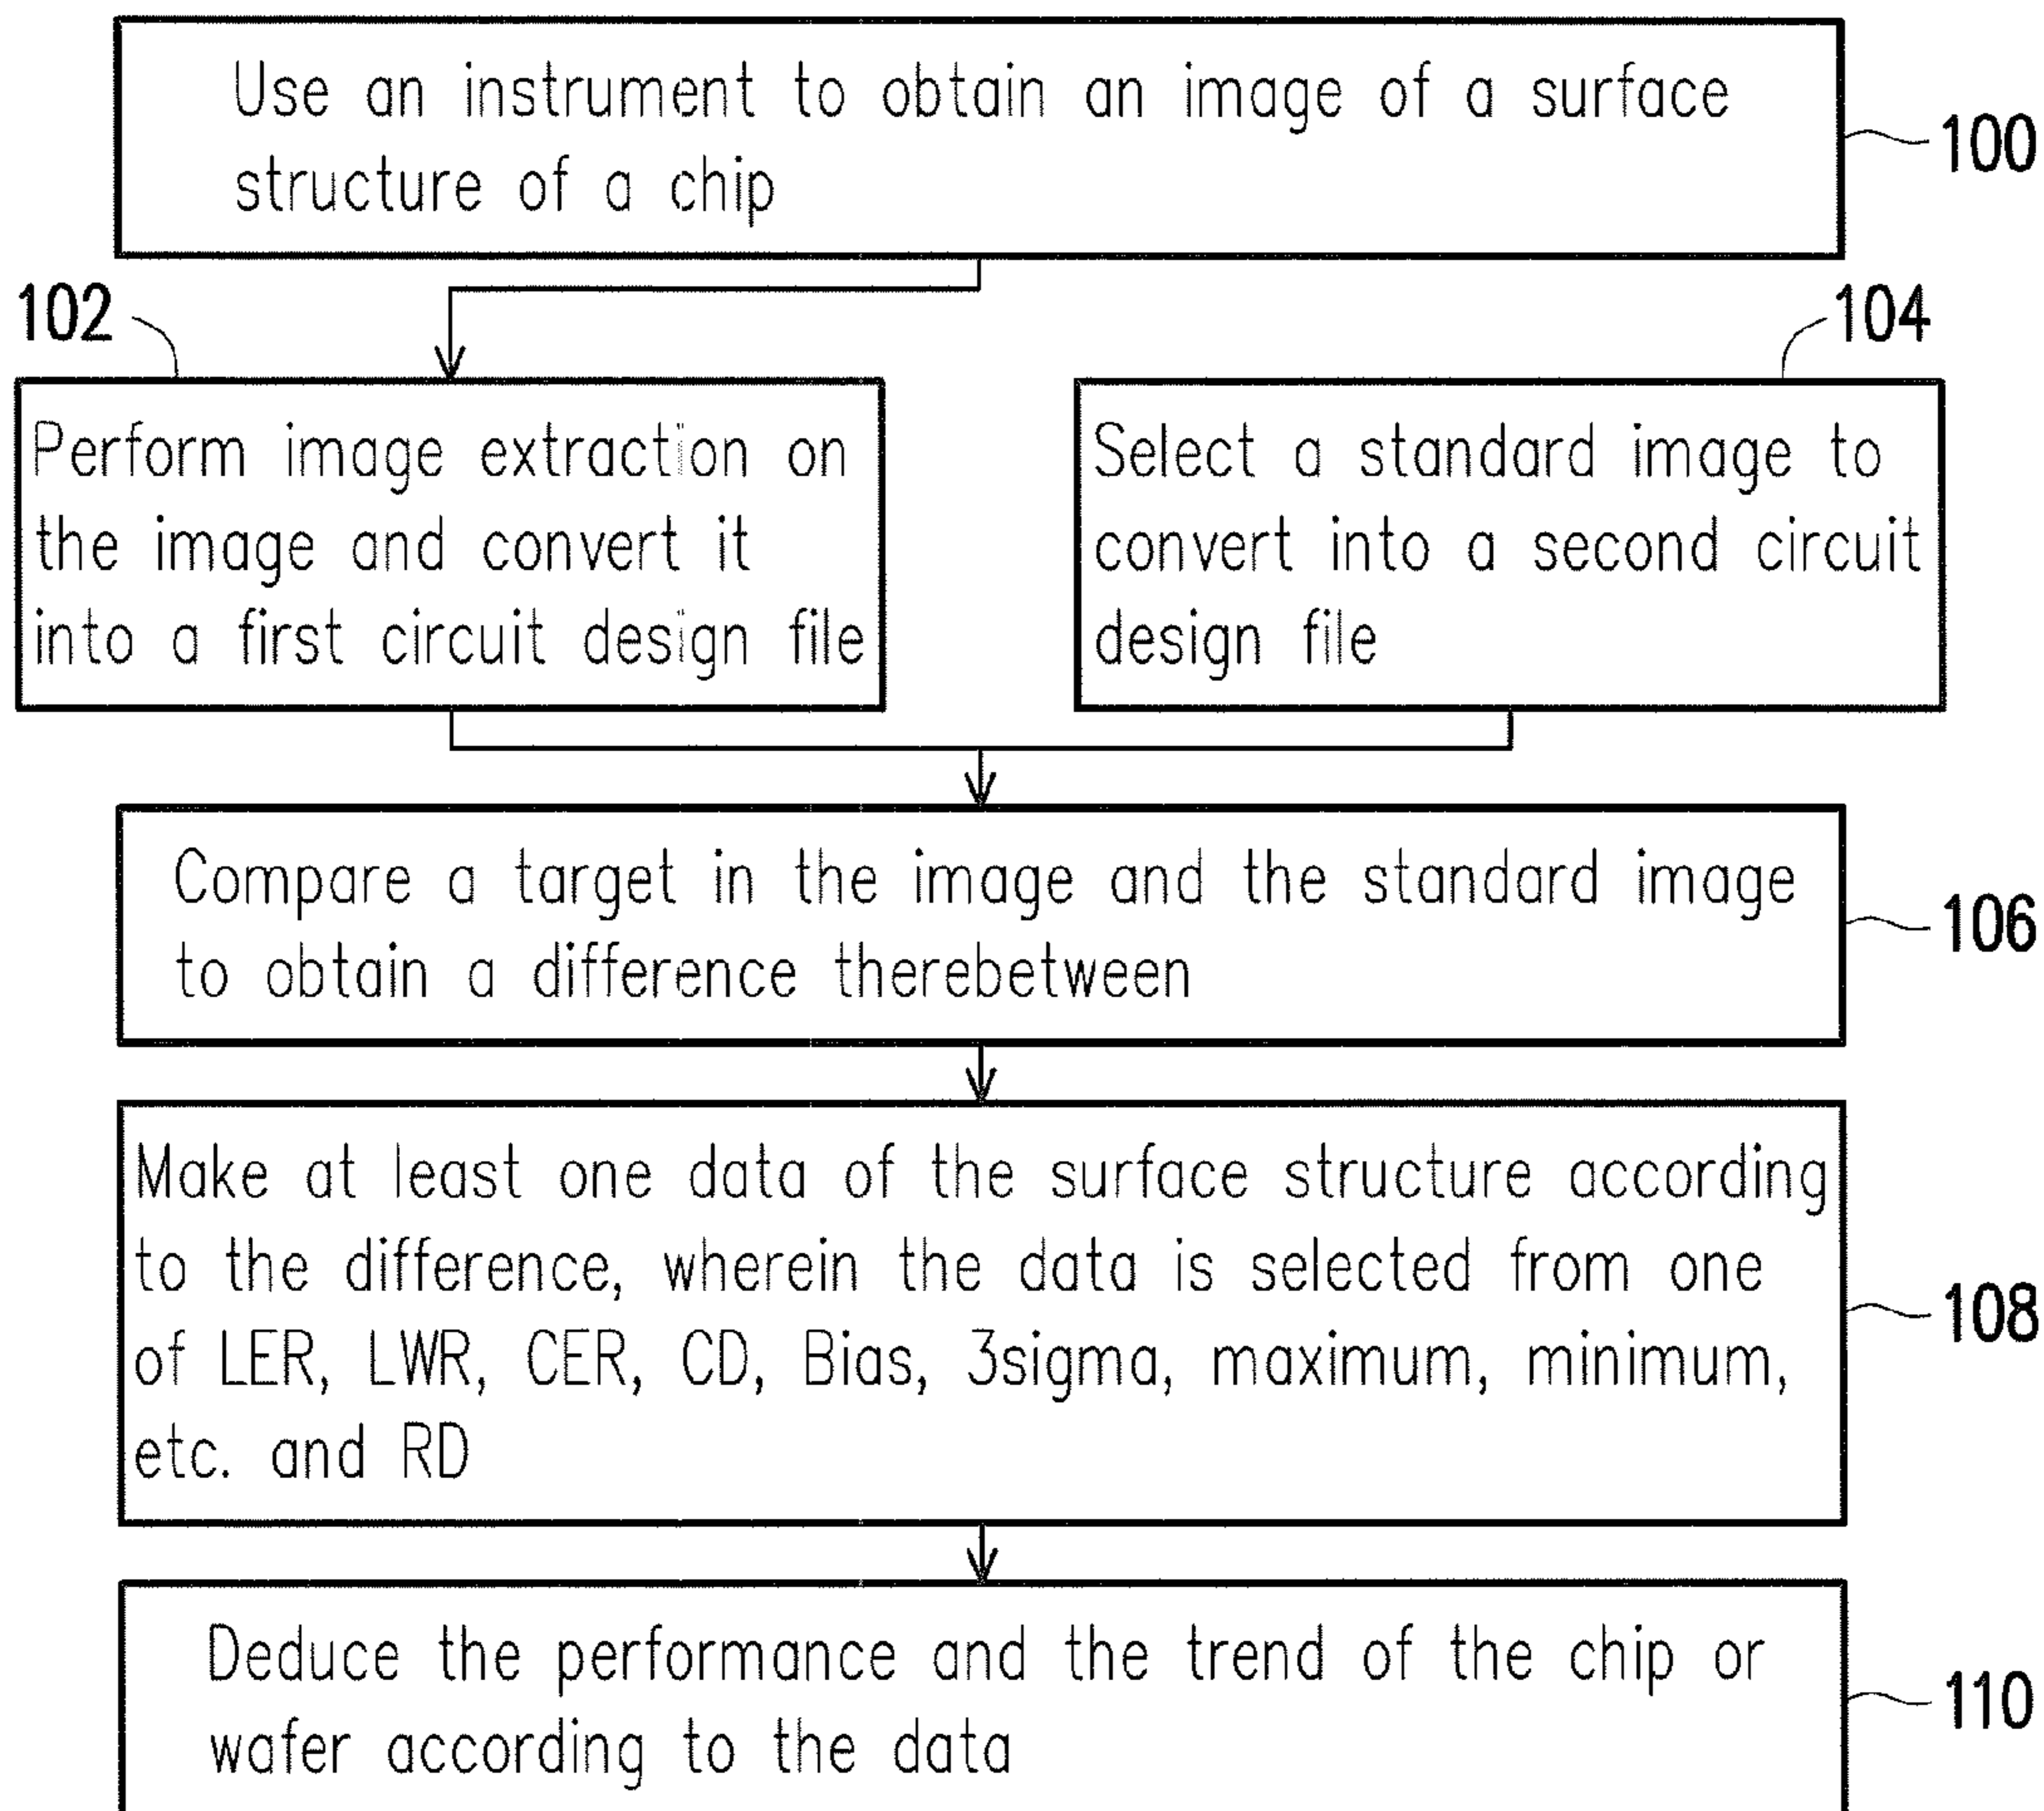 Use an instrument to obtain an image of a surface
structure of a chip
100
102
104
Perform image extraction on
the image and convert it
into a first circuit design file
Select a standard image to
convert into a second circuit
design file
Compare a target in the image and the standard image
to obtain a difference therebetween
106
Make at least one data of the surface structure according
to the difference, wherein the data is selected from one
of LER, LWR, CER, CD, Bias, 3sigma, maximum, minimum,
etc. and RD
108
Deduce the performance and the trend of the chip or
wafer according to the data
110